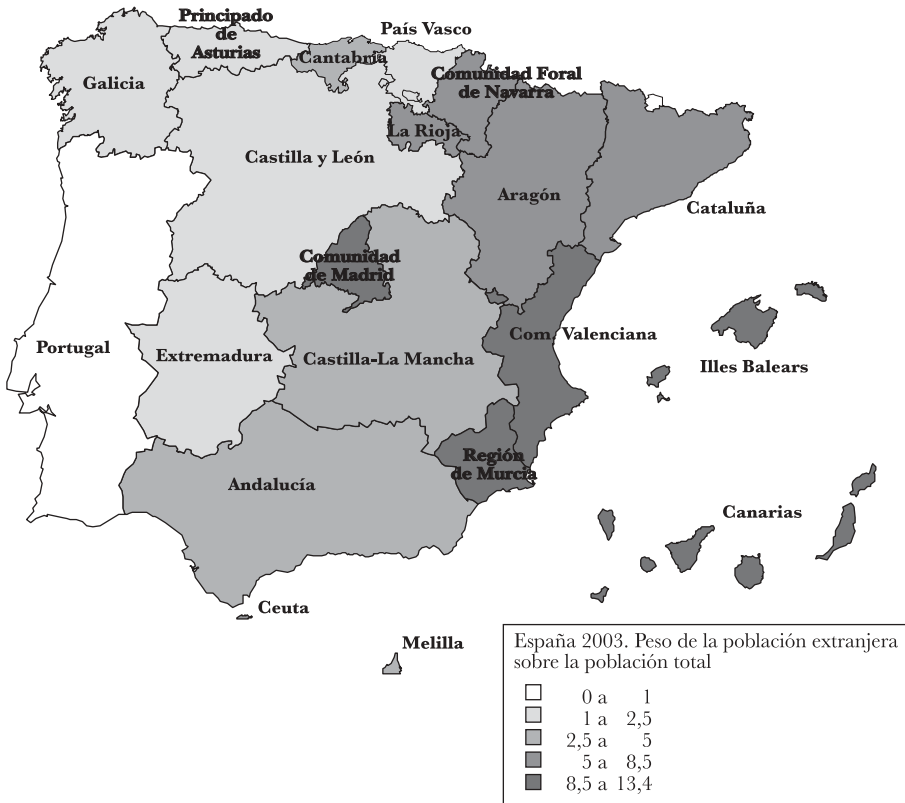 Principado
de
Asturias
País Vasco
Cantabria
Galicia
Comunidad Foral
de Navarra
La Rioja
Castilla y León
Aragón
Cataluña
Comunidad
de Madrid
Portugal
Extremadura
Castilla-La Mancha
Com. Valenciana
Illes Balears
Región
de Murcia
Andalucía
Canarias
Ceuta
Melilla
España 2003. Peso de la población extranjera
sobre la población total
0 a 1
1 a 2,5
2,5 a 5
5 a 8,5
8,5 a 13,4